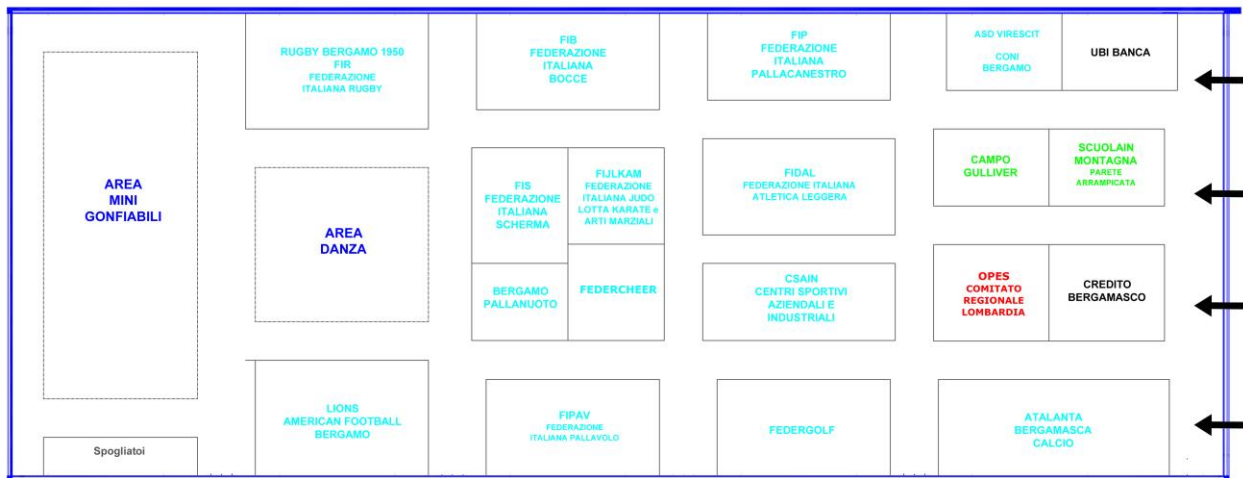 RUGBY BERGAMO 1950
FIR
FEDERAZIONE
ITALIANA RUGBY
FIB
FEDERAZIONE
ITALIANA
BOCCE
FIP
FEDERAZIONE
ITALIANA
PALLACANESTRO
ASD VIRESCIT
CONI
BERGAMO
UBI BANCA
AREA
MINI
GONFIABILI
AREA
DANZA
FIS
FEDERAZIONE
ITALIANA
SCHERMA
FIJLKAM
FEDERAZIONE
ITALIANA JUDO
LOTTA KARATE e
ARTI MARZIALI
FIDAL
FEDERAZIONE ITALIANA
ATLETICA LEGGERA
CAMPO
GULLIVER
SCUOLAIN
MONTAGNA
PARETE
ARRAMPICATA
BERGAMO
PALLANUOTO
FEDERCHEER
CSAIN
CENTRI SPORTIVI
AZIENDALI E
INDUSTRIALI
OPES
COMITATO
REGIONALE
LOMBARDIA
CREDITO
BERGAMASCO
Spogliatoi
LIONS
AMERICAN FOOTBALL
BERGAMO
FIPAV
FEDERAZIONE
ITALIANA PALLAVOLO
FEDERGOLF
ATALANTA
BERGAMASCA
CALCIO